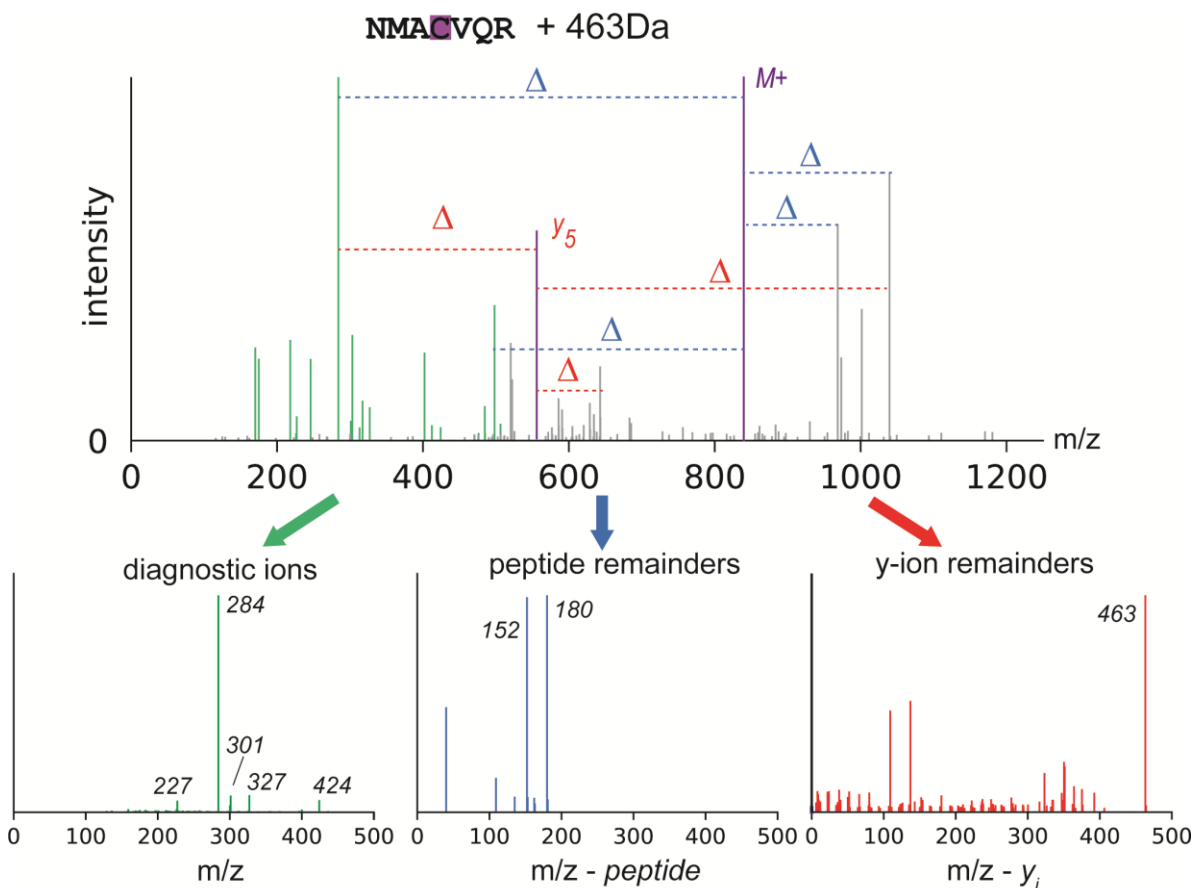 NMACVQR + 463Da
Δ
M+
Δ
Δ
Δ
y5
Δ
Δ
Δ
intensity
0
0 200 400 600 800 1000 1200 m/z
diagnostic ions
284
301
227
327
424
0 100 200 300 400 500
m/z
peptide remainders
152
180
0 100 200 300 400 500
m/z - peptide
y-ion remainders
463
0 100 200 300 400 500
m/z - yi